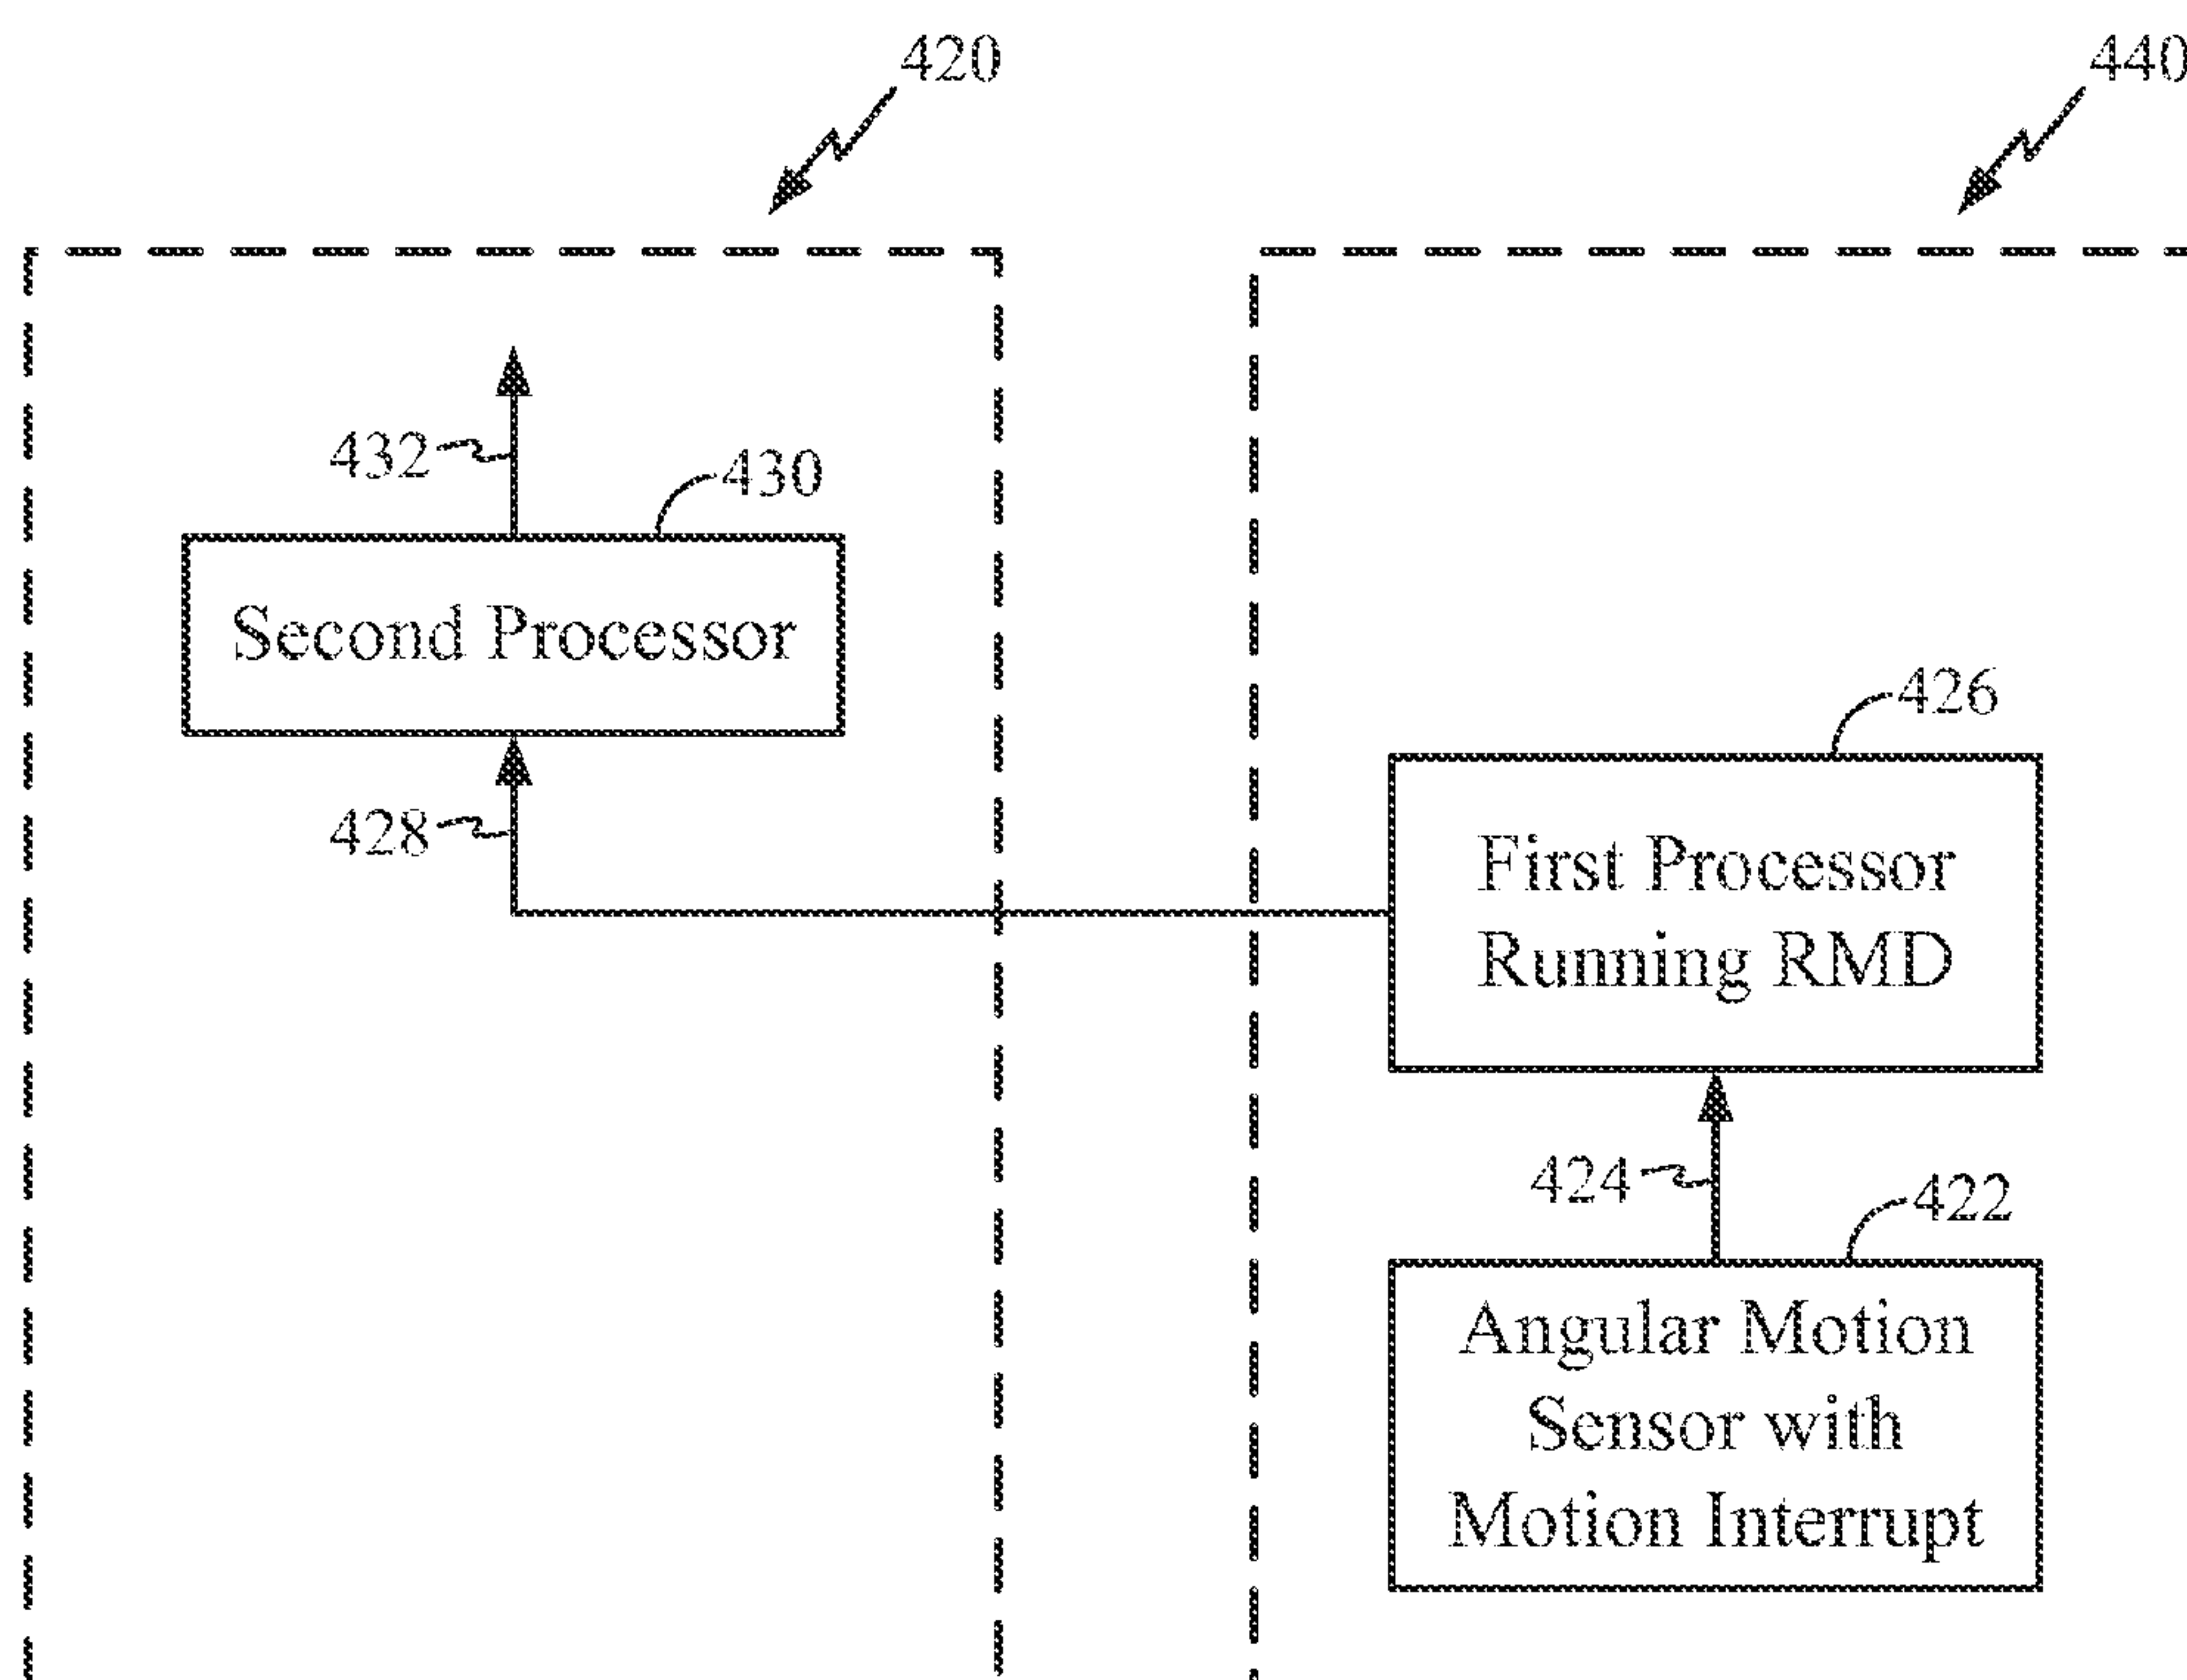 420
440
432
430
Second Processor
426
428
First Processor
Running RMD
424
422
Angular Motion
Sensor with
Motion Interrupt